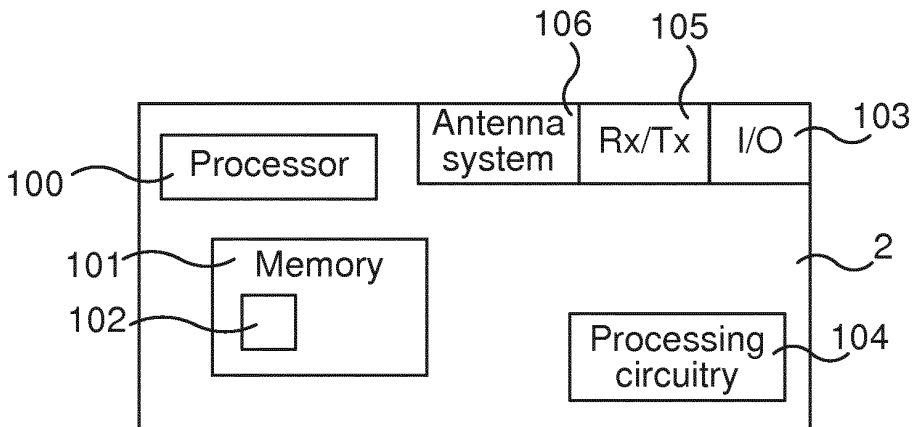 106
105
Antenna
system
Rx/Tx
I/O
103
Processor
100
101
Memory
2
102
Processing
circuitry
104